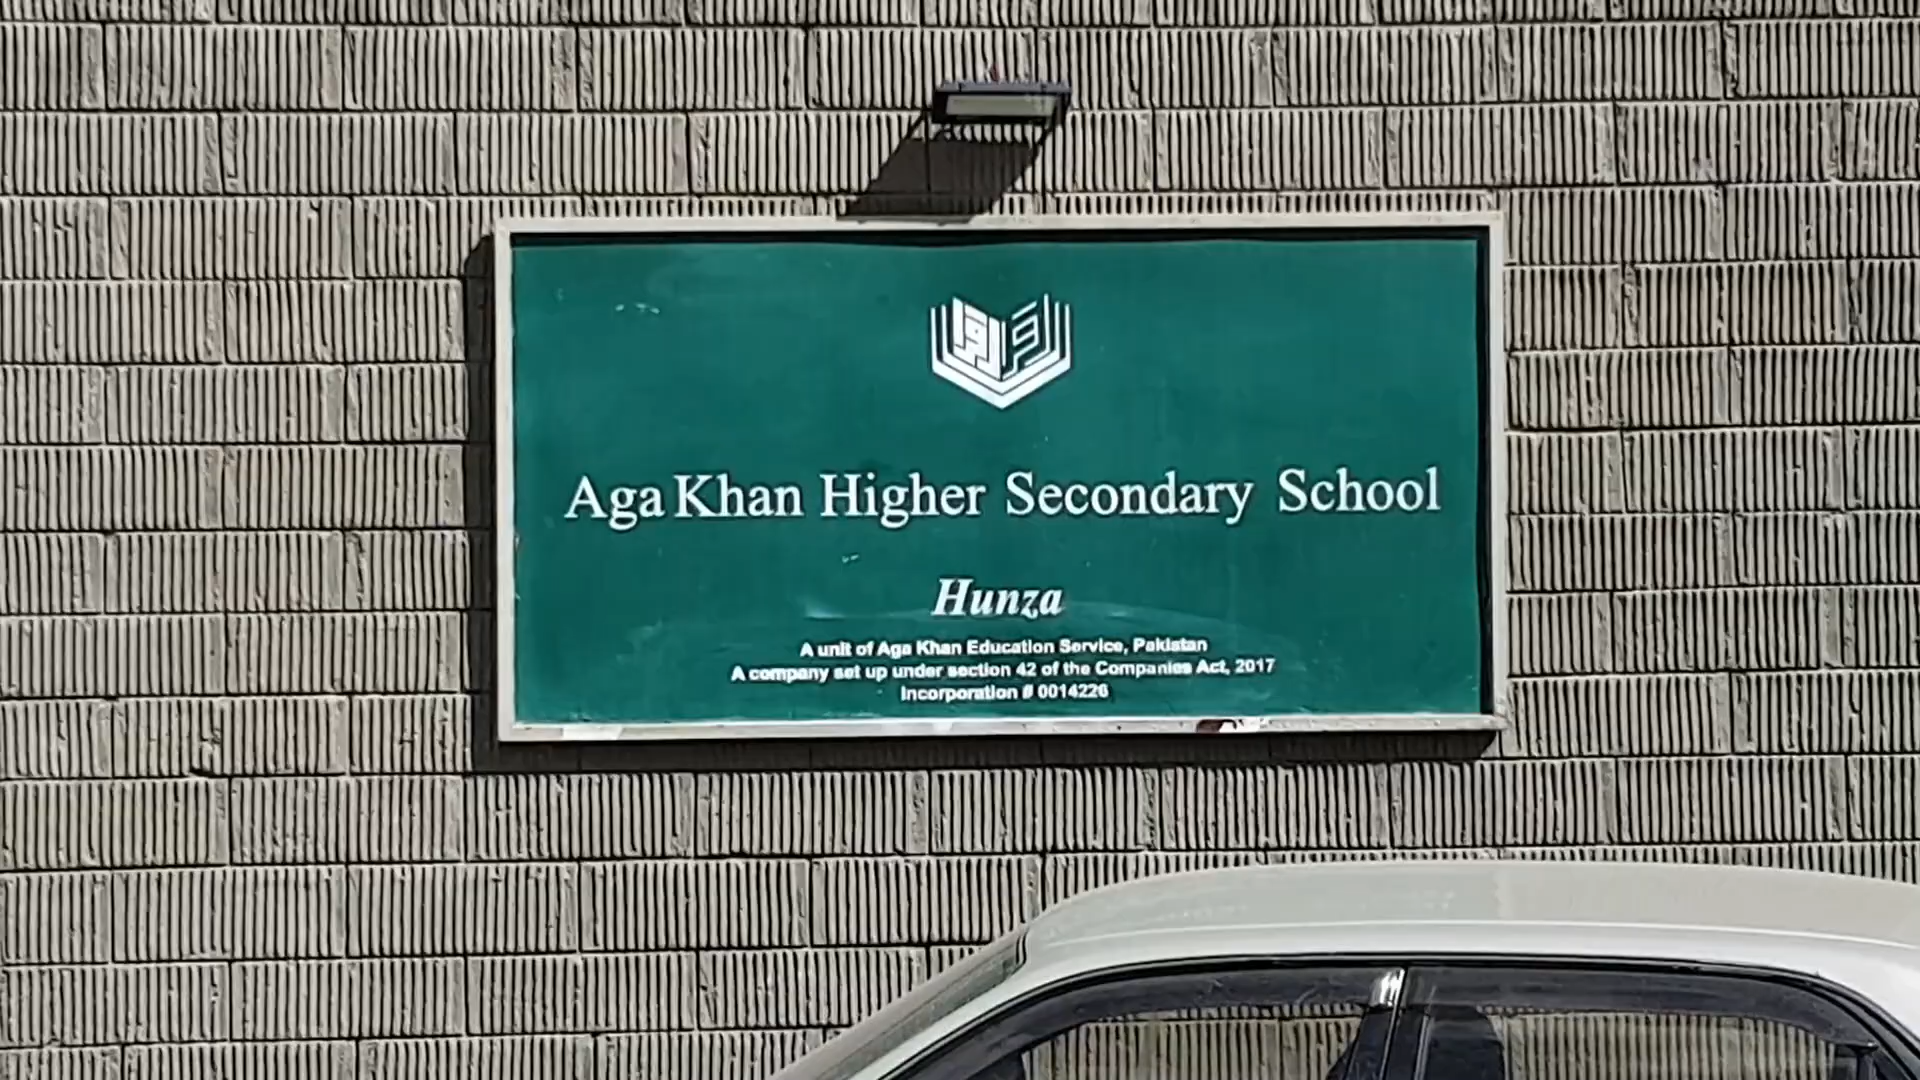 Aga Khan Higher Secondary School
Hunza
A unit of Aga Khan Education Service, Pakistan
A company set up under section 42 of the Companies Act, 2017
Incorporation # 0014226